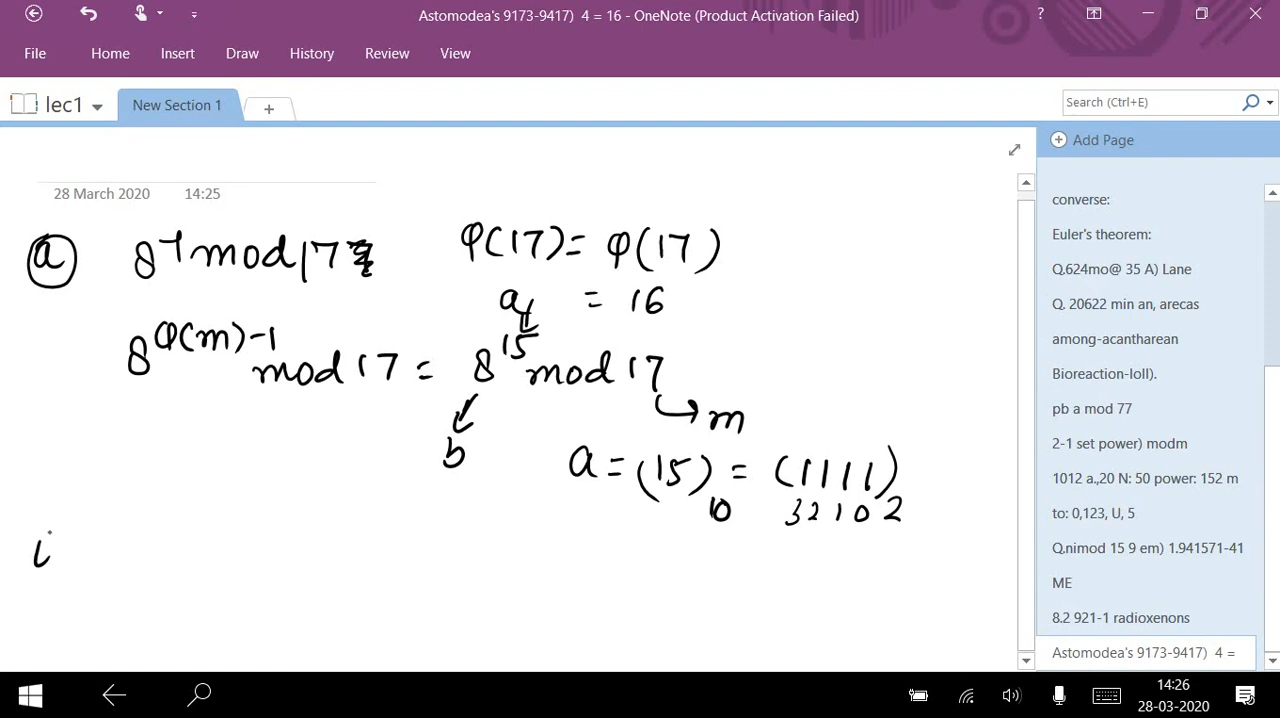 Astomodea's 9173-9417) 4 = 16 - OneNote (Product Activation Failed)
?
File Home Insert Draw History Review View
lec1
New Section 1
+
Search (Ctrl+E)
28 March 2020 14:25
ⓐ 8⁻¹ mod 17 φ(17) = φ(17)
a = 16
8^φ(m)-1 mod 17 = 8^15 mod 17
b
m
a = (15)₁₀ = (1111)₂
3 2 1 0
i
Add Page
converse:
Euler's theorem:
Q.624mo@ 35 A) Lane
Q, 20622 min an, arecas
among-acantharean
Bioreaction-loll).
pb a mod 77
2-1 set power) modm
1012 a.,20 N: 50 power: 152 m
to: 0,123, U, 5
Q.nimod 15 9 em) 1.941571-41
ME
8.2 921-1 radioxenons
Astomodea's 9173-9417) 4 =
14:26
28-03-2020